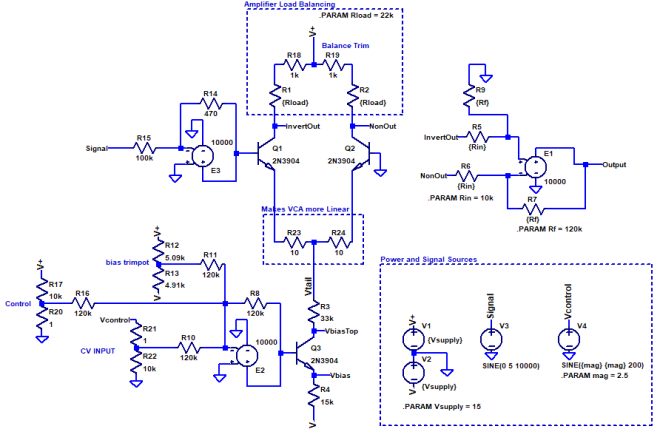 Amplifier Load Balancing
.PARAM Rload = 22k
V+
Balance Trim
R18
R19
1k
1k
R1
{Rload}
R2
{Rload}
InvertOut
NonOut
R14
470
Signal
R15
100k
10000
E3
Q1
2N3904
Q2
2N3904
R9
{Rf}
InvertOut
R5
{Rin}
NonOut
R6
{Rin}
.PARAM Rin = 10k
E1
10000
Output
R7
{Rf}
.PARAM Rf = 120k
Makes VCA more Linear
R23
10
R24
10
Vtail
V+
R12
5.09k
bias trimpot
R13
4.91k
V-
R11
120k
V+
R17
10k
Control
R20
1
R16
120k
R8
120k
Vcontrol
R21
1
CV INPUT
R22
10k
R10
120k
10000
E2
R3
33k
VbiasTop
Q3
2N3904
Vbias
R4
15k
V-
Power and Signal Sources
V+
V1
{Vsupply}
V2
{Vsupply}
V-
.PARAM Vsupply = 15
Signal
V3
SINE(0 5 10000)
Vcontrol
V4
SINE({mag} {mag} 200)
.PARAM mag = 2.5